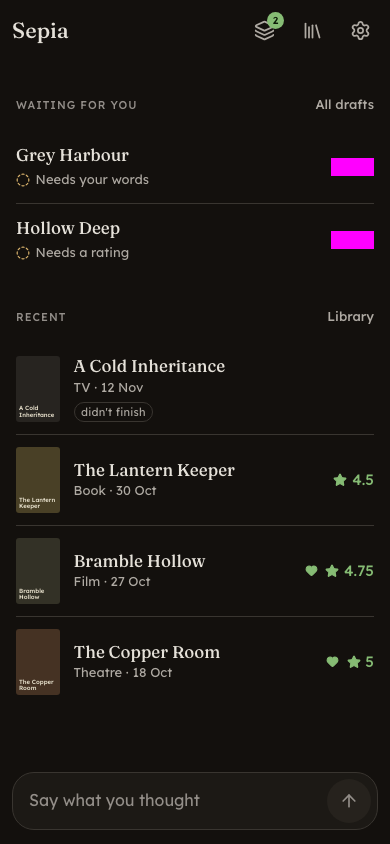 Sepia
2
WAITING FOR YOU
All drafts
Grey Harbour
Needs your words
Hollow Deep
Needs a rating
RECENT
Library
A Cold
Inheritance
A Cold Inheritance
TV · 12 Nov
didn't finish
The Lantern
Keeper
The Lantern Keeper
Book · 30 Oct
4.5
Bramble
Hollow
Bramble Hollow
Film · 27 Oct
4.75
The Copper
Room
The Copper Room
Theatre · 18 Oct
5
Say what you thought